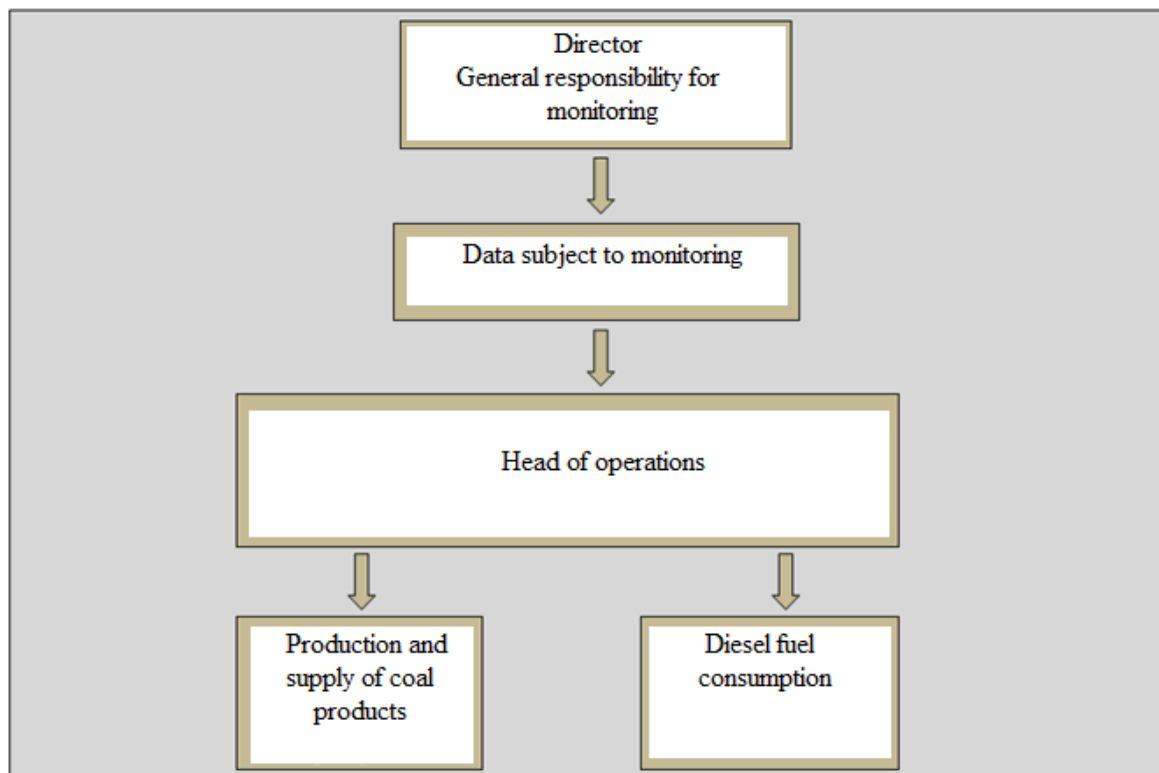 Director
General responsibility for
monitoring
Data subject to monitoring
Head of operations
Production and
supply of coal
products
Diesel fuel
consumption